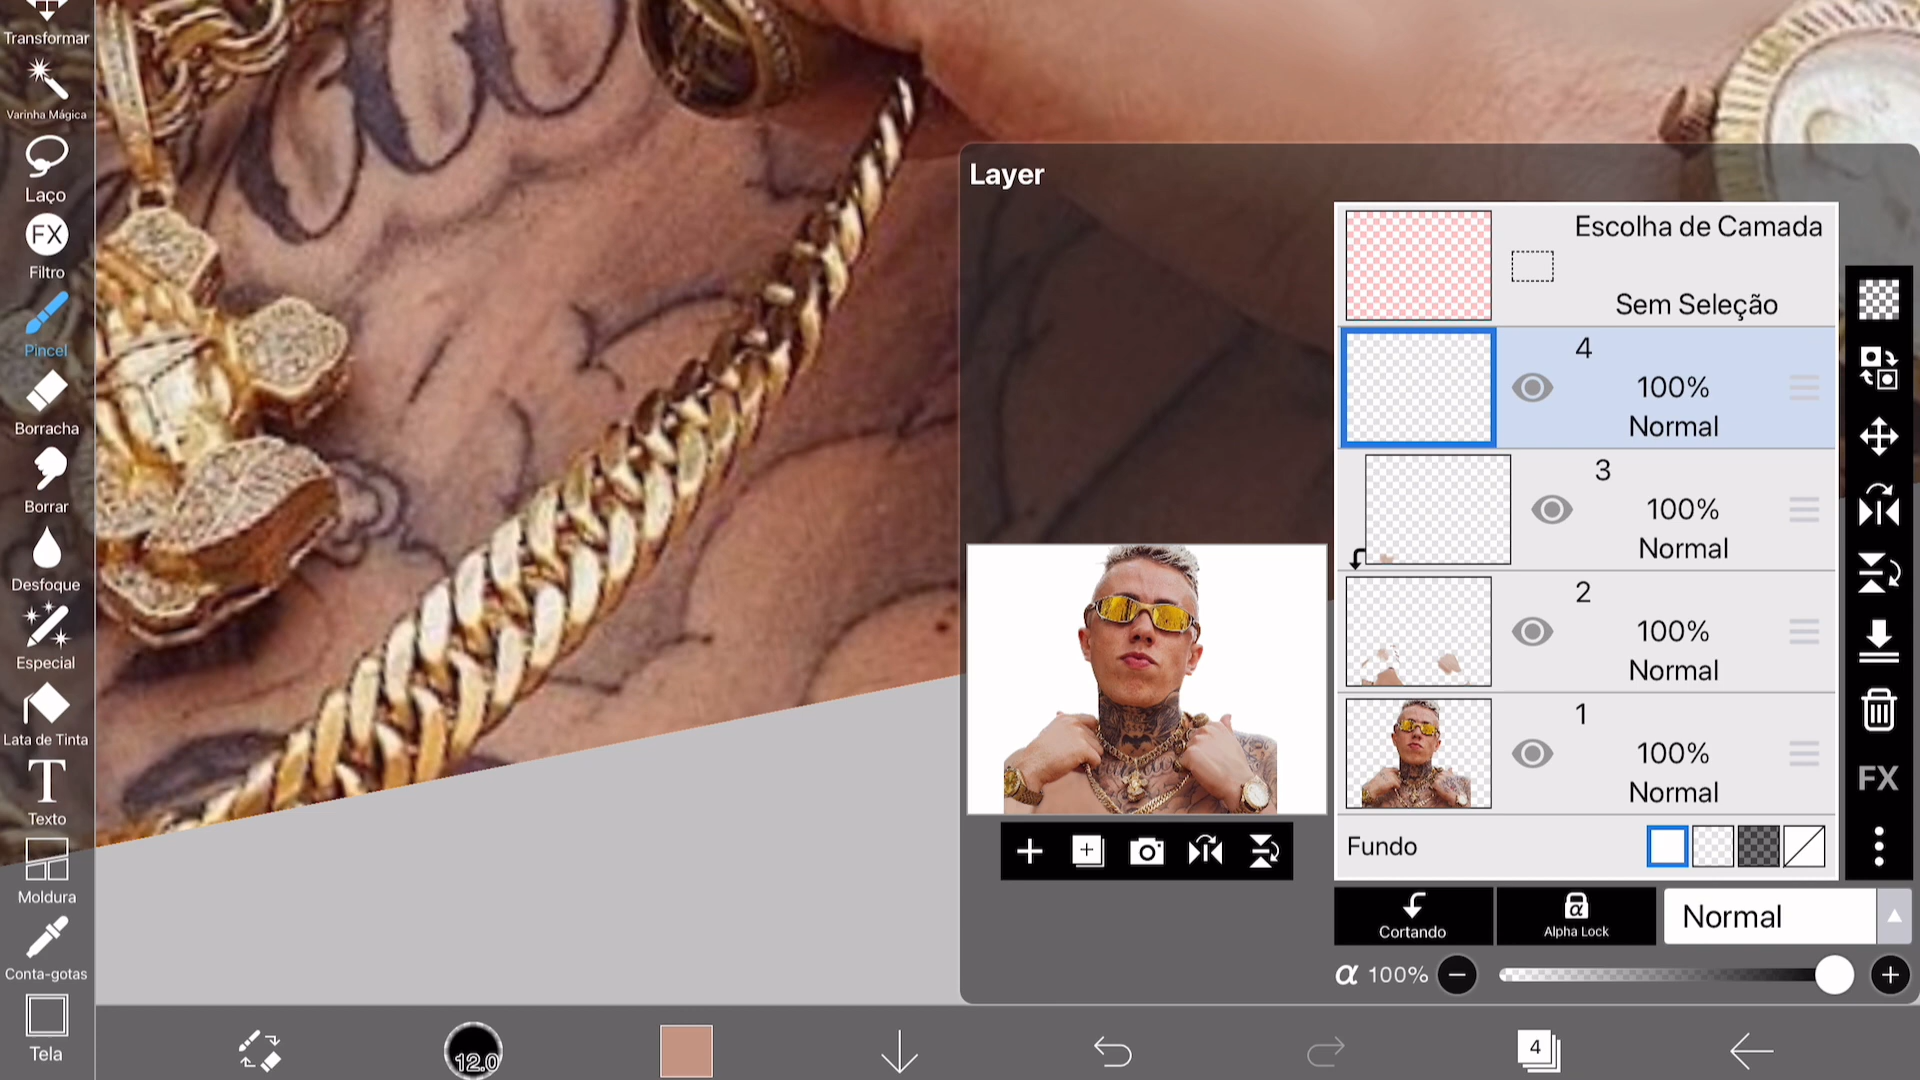 Transformar
Varinha Mágica
Laço
FX
Filtro
Pincel
Borracha
Borrar
Desfoque
Especial
Lata de Tinta
T
Texto
Moldura
Conta-gotas
Tela
Layer
Escolha de Camada
Sem Seleção
4
100%
Normal
3
100%
Normal
2
100%
Normal
1
100%
Normal
Fundo
FX
Cortando
α
Alpha Lock
Normal
α 100%
12.0
4